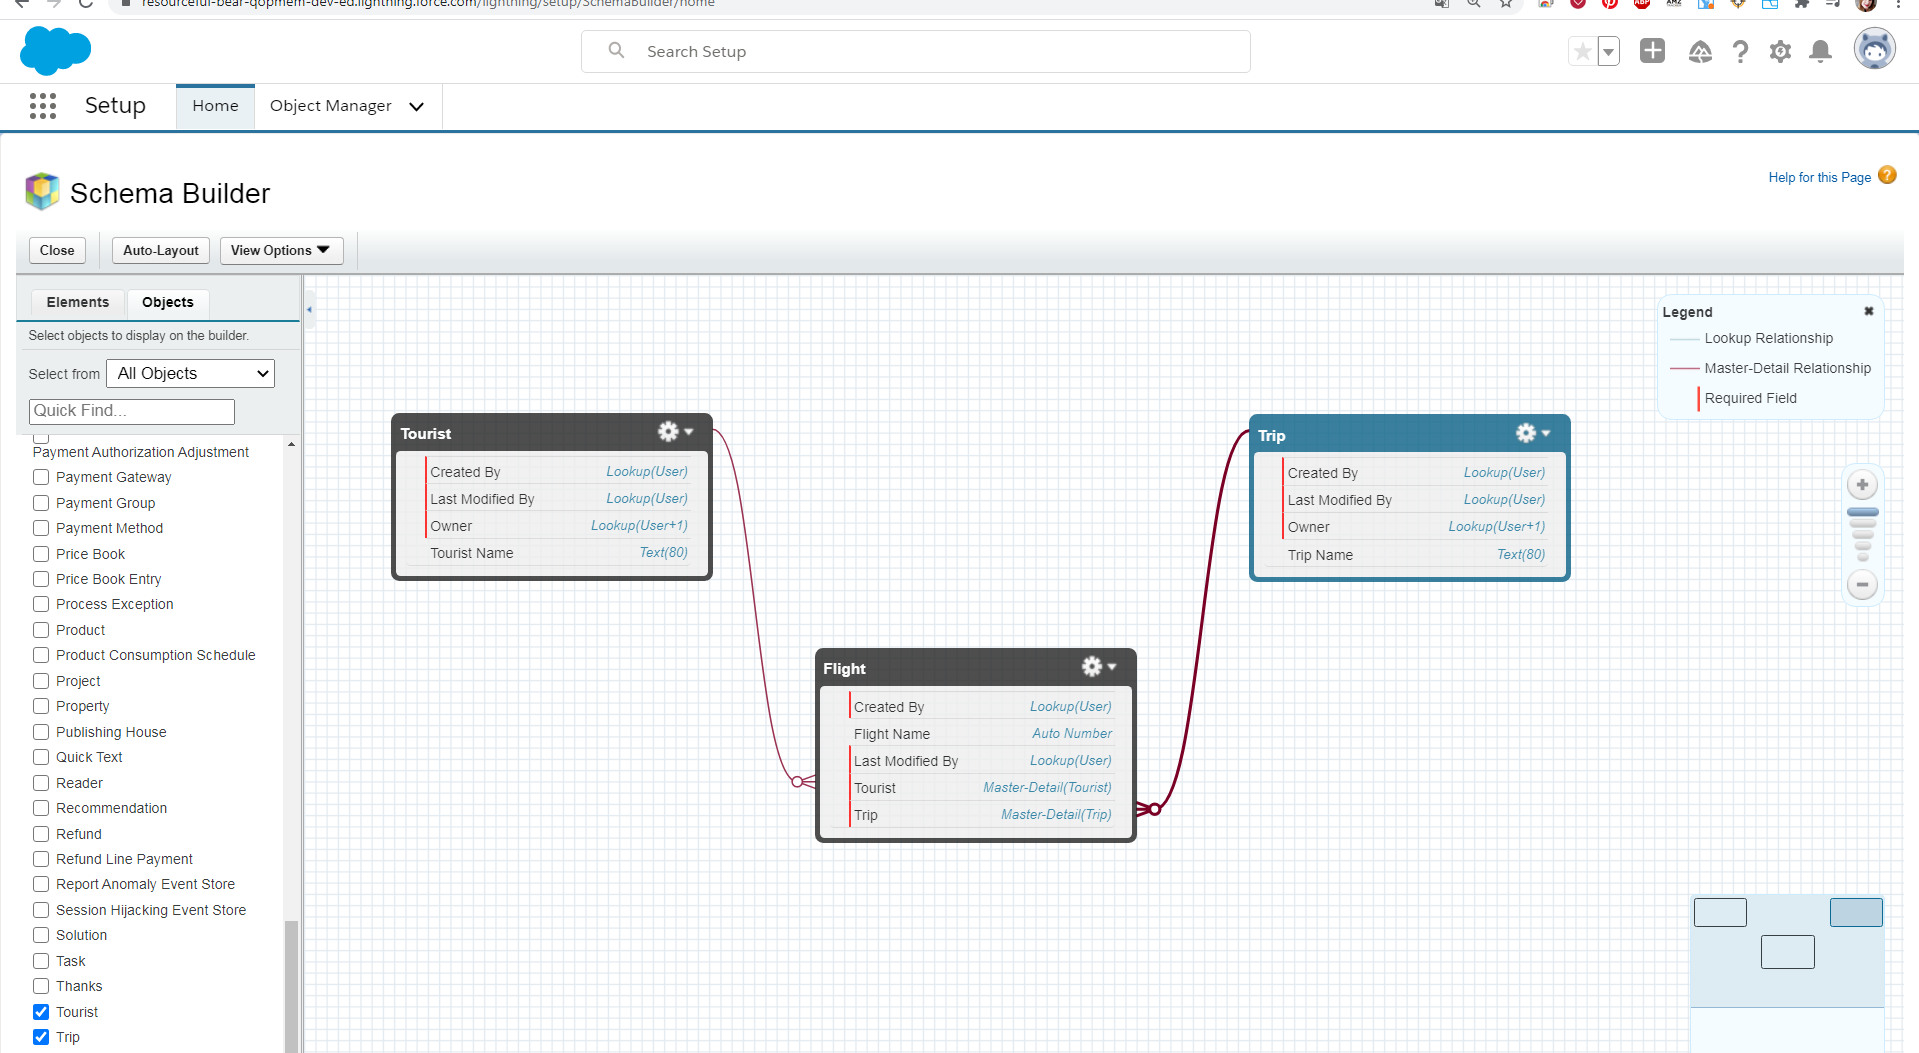 resourceful-bear-qopmem-dev-ed.lightning.force.com/lightning/setup/SchemaBuilder/home
Search Setup
Setup
Home
Object Manager
Schema Builder
Help for this Page
?
Close
Auto-Layout
View Options
Elements
Objects
Select objects to display on the builder.
Select from
All Objects
Quick Find...
Payment Authorization Adjustment
Payment Gateway
Payment Group
Payment Method
Price Book
Price Book Entry
Process Exception
Product
Product Consumption Schedule
Project
Property
Publishing House
Quick Text
Reader
Recommendation
Refund
Refund Line Payment
Report Anomaly Event Store
Session Hijacking Event Store
Solution
Task
Thanks
Tourist
Trip
Tourist
Created By Lookup(User)
Last Modified By Lookup(User)
Owner Lookup(User+1)
Tourist Name Text(80)
Flight
Created By Lookup(User)
Flight Name Auto Number
Last Modified By Lookup(User)
Tourist Master-Detail(Tourist)
Trip Master-Detail(Trip)
Trip
Created By Lookup(User)
Last Modified By Lookup(User)
Owner Lookup(User+1)
Trip Name Text(80)
Legend
Lookup Relationship
Master-Detail Relationship
Required Field